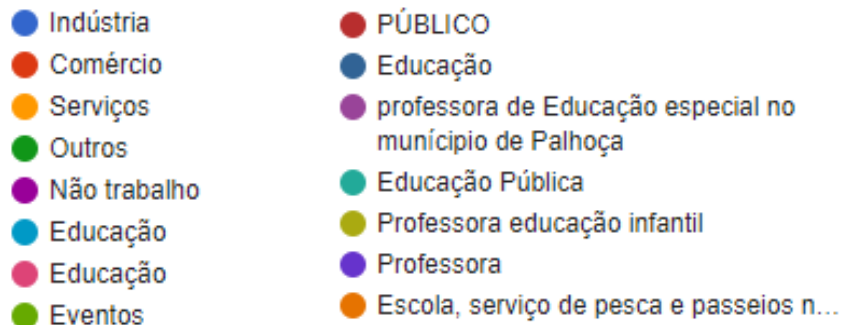 Indústria
Comércio
Serviços
Outros
Não trabalho
Educação
Educação
Eventos
PÚBLICO
Educação
professora de Educação especial no
munícipio de Palhoça
Educação Pública
Professora educação infantil
Professora
Escola, serviço de pesca e passeios n...